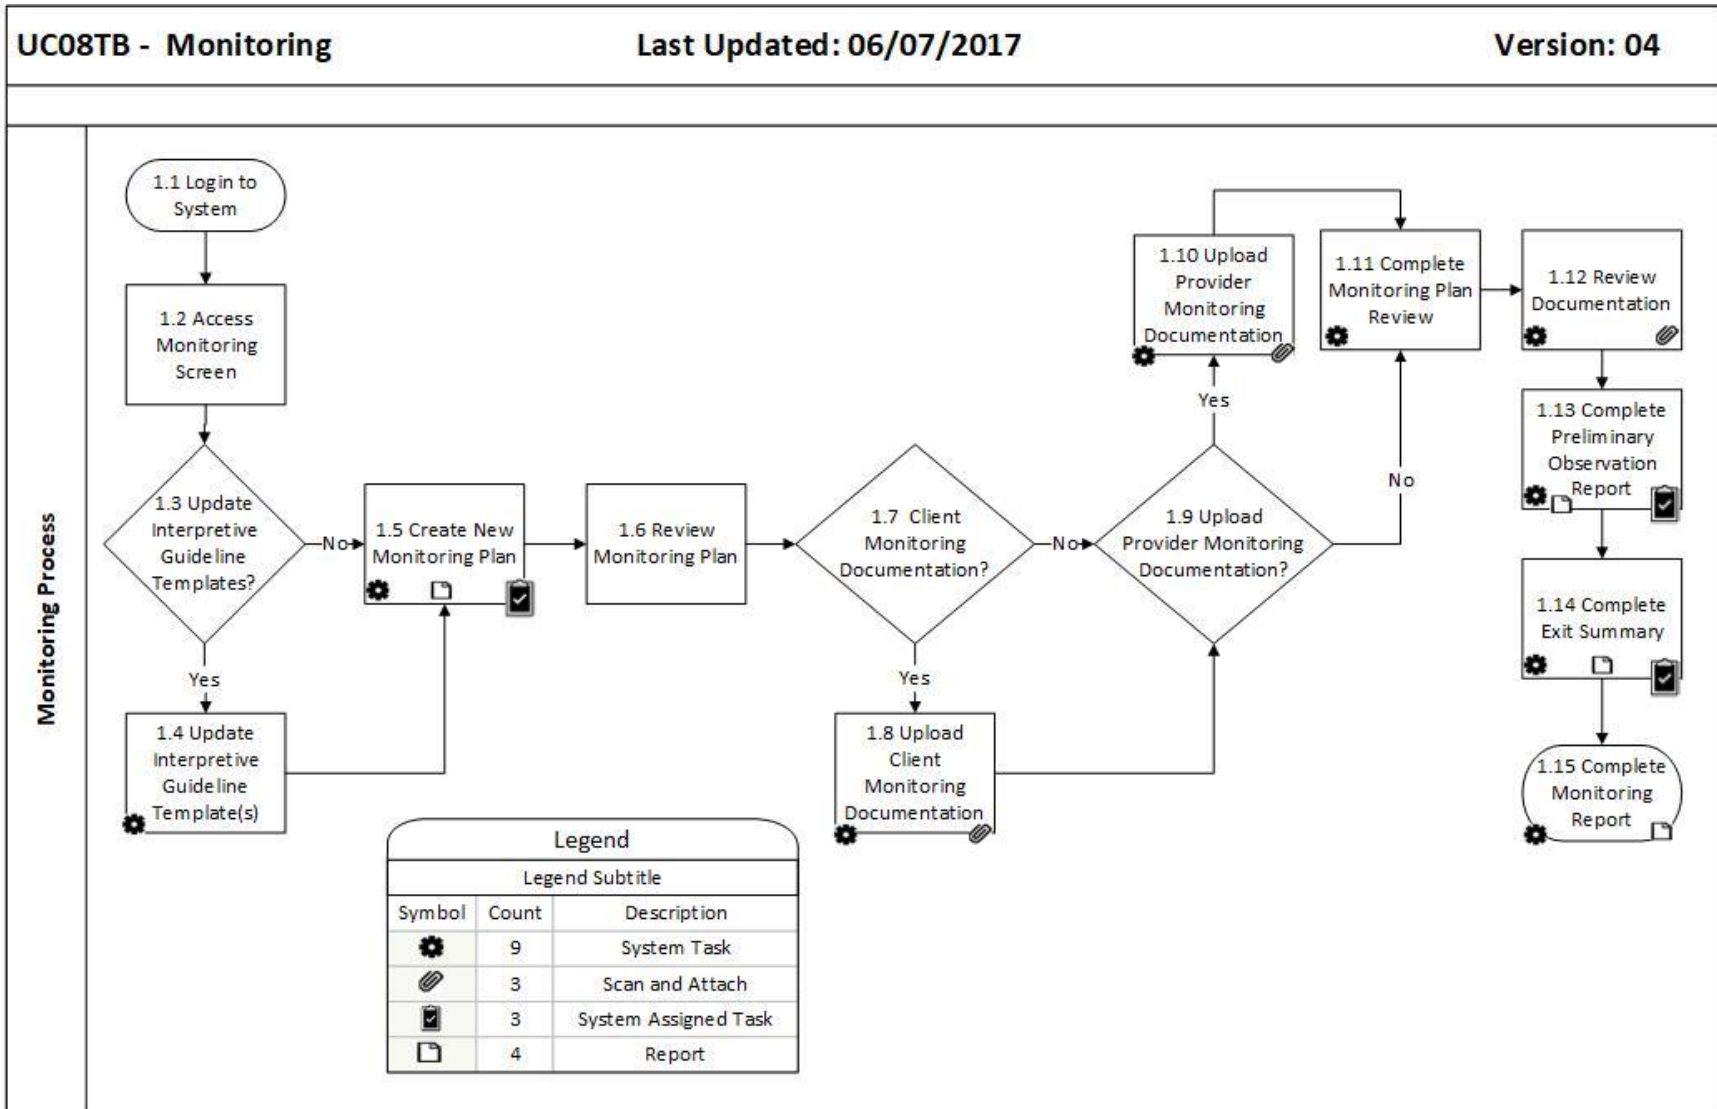 UC08TB - Monitoring
Last Updated: 06/07/2017
Version: 04
Monitoring Process
1.1 Login to
System
1.2 Access
Monitoring
Screen
1.3 Update
Interpretive
Guideline
Templates?
No
Yes
1.4 Update
Interpretive
Guideline
Template(s)
1.5 Create New
Monitoring Plan
1.6 Review
Monitoring Plan
1.7 Client
Monitoring
Documentation?
No
Yes
1.8 Upload
Client
Monitoring
Documentation
1.9 Upload
Provider Monitoring
Documentation?
Yes
No
1.10 Upload
Provider
Monitoring
Documentation
1.11 Complete
Monitoring Plan
Review
1.12 Review
Documentation
1.13 Complete
Preliminary
Observation
Report
1.14 Complete
Exit Summary
1.15 Complete
Monitoring
Report
Legend
Legend Subtitle
Symbol Count Description
9 System Task
3 Scan and Attach
3 System Assigned Task
4 Report